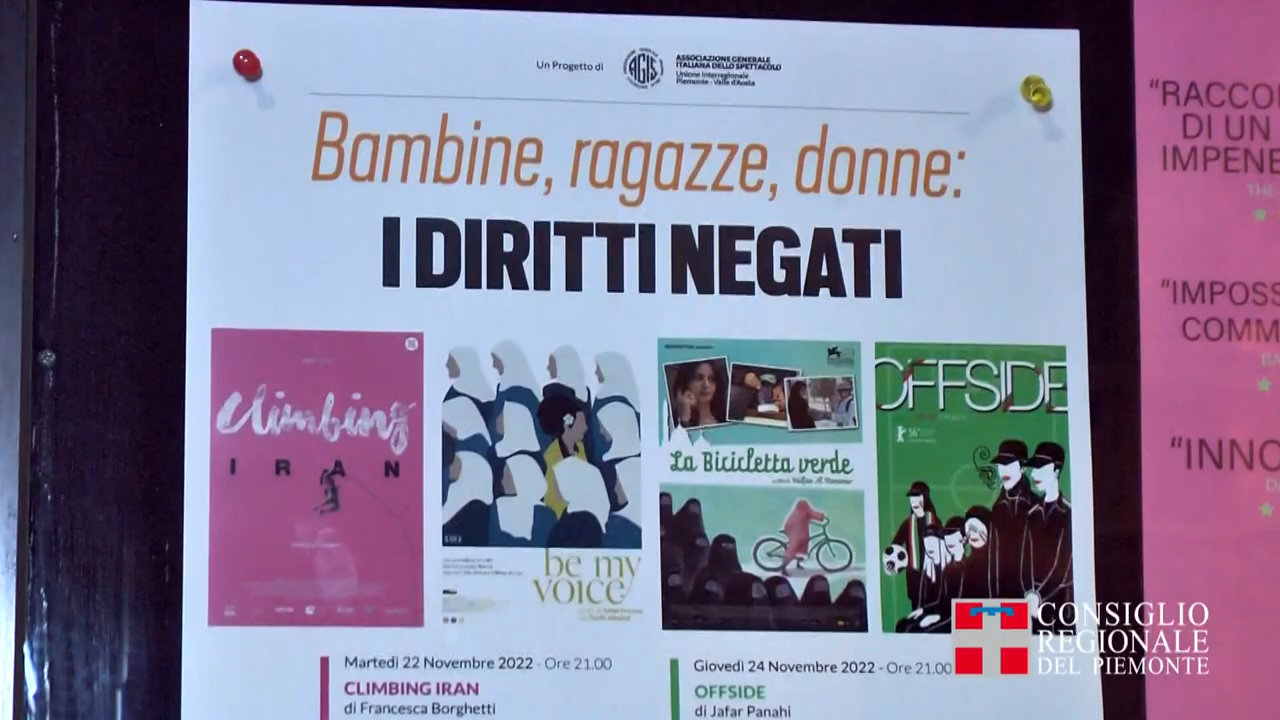 Un Progetto di
AGIS
ASSOCIAZIONE GENERALE
ITALIANA DELLO SPETTACOLO
Unione Interregionale
Piemonte - Valle d'Aosta
Bambine, ragazze, donne:
I DIRITTI NEGATI
climbing
IRAN
be my
voice
La Bicicletta verde
OFFSIDE
Martedì 22 Novembre 2022 - Ore 21.00
CLIMBING IRAN
di Francesca Borghetti
Giovedì 24 Novembre 2022 - Ore 21.00
OFFSIDE
di Jafar Panahi
"RACCO
DI UN
IMPENE
THE
"IMPOSS
COMM
"INNO
CONSIGLIO
REGIONALE
DEL PIEMONTE